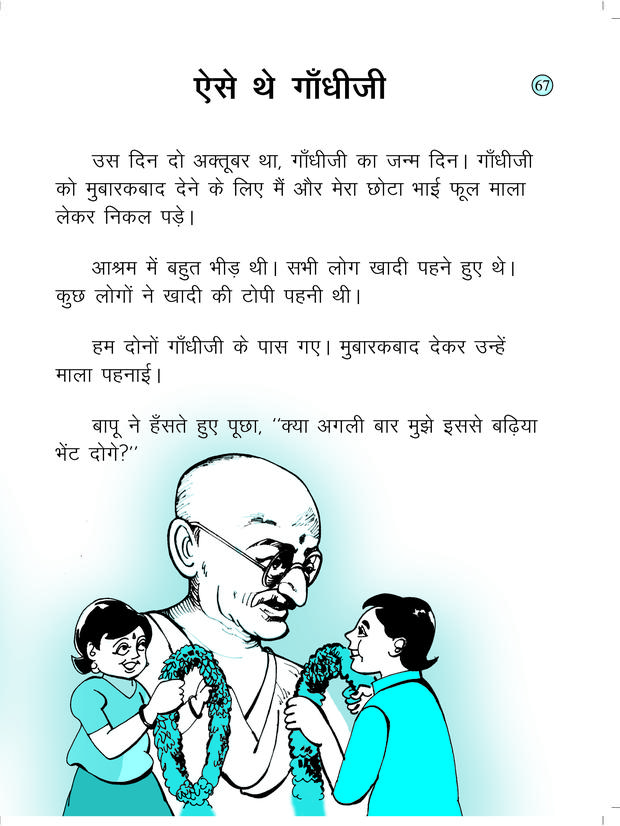 ऐसे थे गाँधीजी
67
उस दिन दो अक्तूबर था, गाँधीजी का जन्म दिन। गाँधीजी
को मुबारकबाद देने के लिए मैं और मेरा छोटा भाई फूल माला
लेकर निकल पड़े।
आश्रम में बहुत भीड़ थी। सभी लोग खादी पहने हुए थे।
कुछ लोगों ने खादी की टोपी पहनी थी।
हम दोनों गाँधीजी के पास गए। मुबारकबाद देकर उन्हें
माला पहनाई।
बापू ने हँसते हुए पूछा, ‘‘क्या अगली बार मुझे इससे बढ़िया
भेंट दोगे?’’